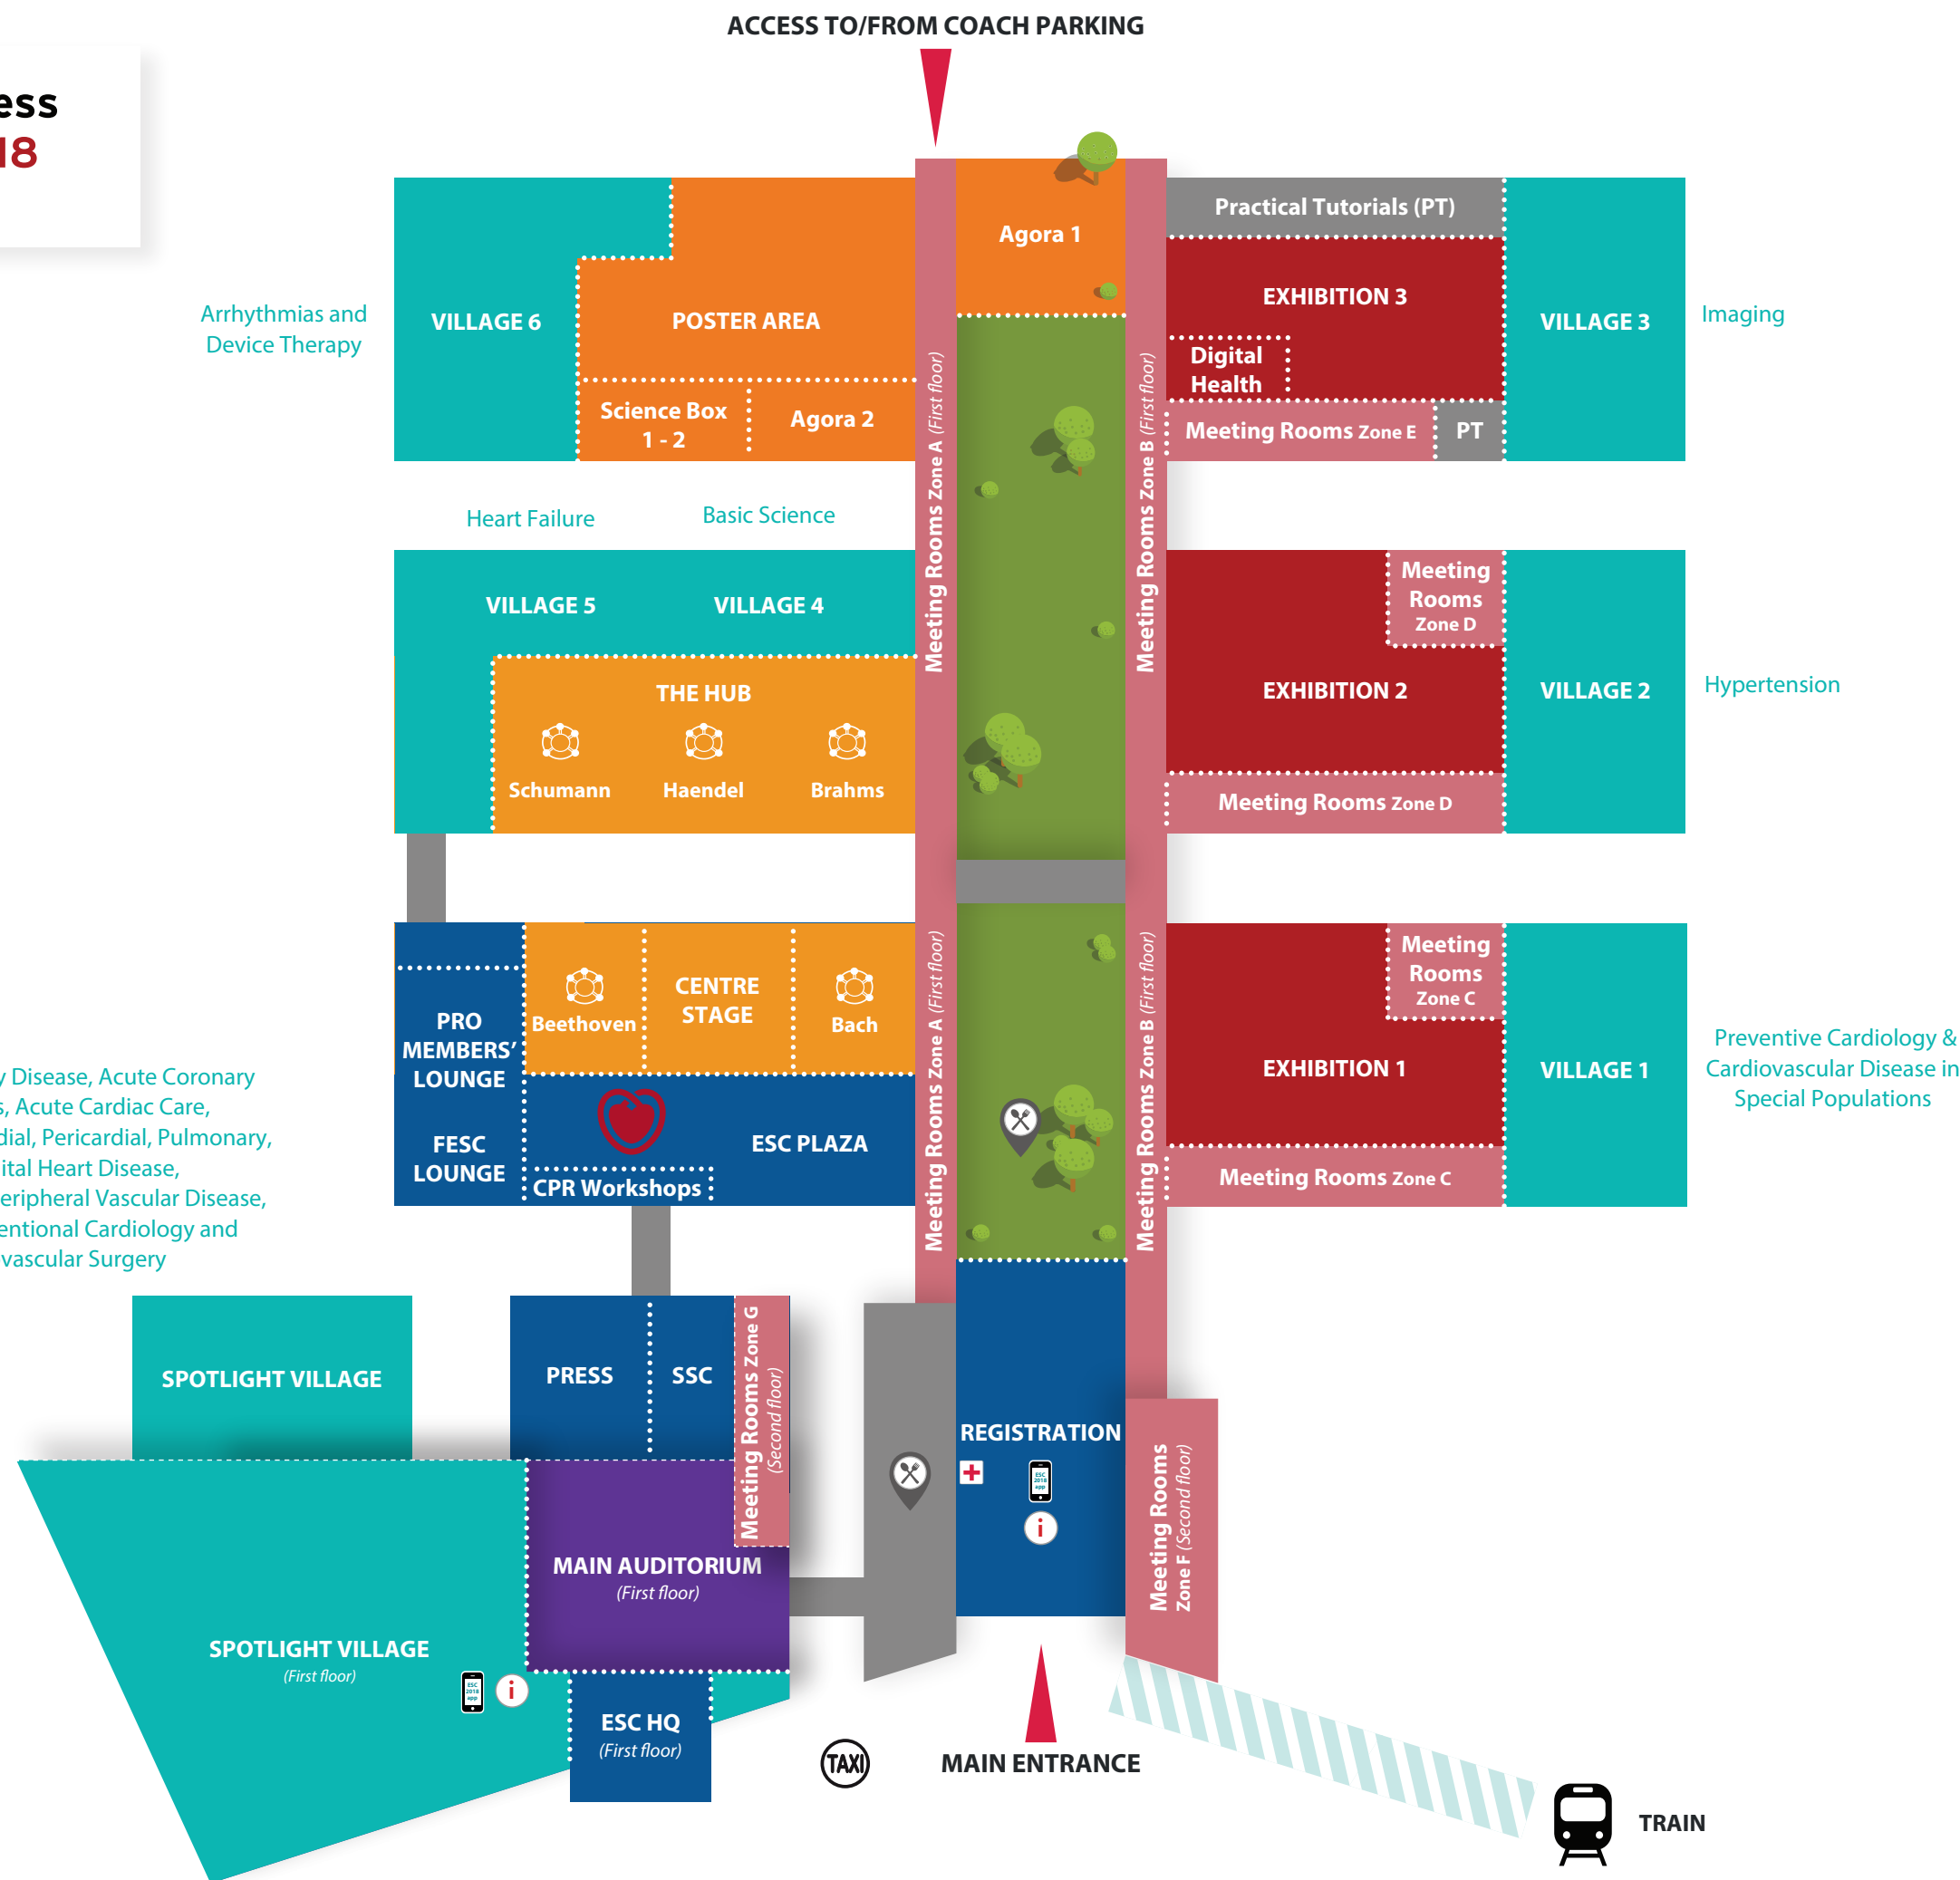 ACCESS TO/FROM COACH PARKING
ess
18
Agora 1
Practical Tutorials (PT)
EXHIBITION 3
VILLAGE 3
Imaging
Digital
Health
Meeting Rooms Zone E
PT
Arrhythmias and
Device Therapy
VILLAGE 6
POSTER AREA
Science Box
1 - 2
Agora 2
Meeting Rooms Zone A (First floor)
Meeting Rooms Zone B (First floor)
Heart Failure
Basic Science
VILLAGE 5
VILLAGE 4
THE HUB
Schumann
Haendel
Brahms
Meeting
Rooms
Zone D
EXHIBITION 2
VILLAGE 2
Hypertension
Meeting Rooms Zone D
PRO
MEMBERS’
LOUNGE
FESC
LOUNGE
Beethoven
CENTRE
STAGE
Bach
ESC PLAZA
CPR Workshops
Meeting Rooms Zone A (First floor)
Meeting Rooms Zone B (First floor)
Meeting
Rooms
Zone C
EXHIBITION 1
VILLAGE 1
Preventive Cardiology &
Cardiovascular Disease in
Special Populations
Meeting Rooms Zone C
y Disease, Acute Coronary
s, Acute Cardiac Care,
dial, Pericardial, Pulmonary,
ital Heart Disease,
eripheral Vascular Disease,
entional Cardiology and
ovascular Surgery
SPOTLIGHT VILLAGE
PRESS
SSC
Meeting Rooms Zone G
(Second floor)
REGISTRATION
ESC
2018
app
i
Meeting Rooms
Zone F (Second floor)
MAIN AUDITORIUM
(First floor)
SPOTLIGHT VILLAGE
(First floor)
ESC
2018
app
i
ESC HQ
(First floor)
TAXI
MAIN ENTRANCE
TRAIN